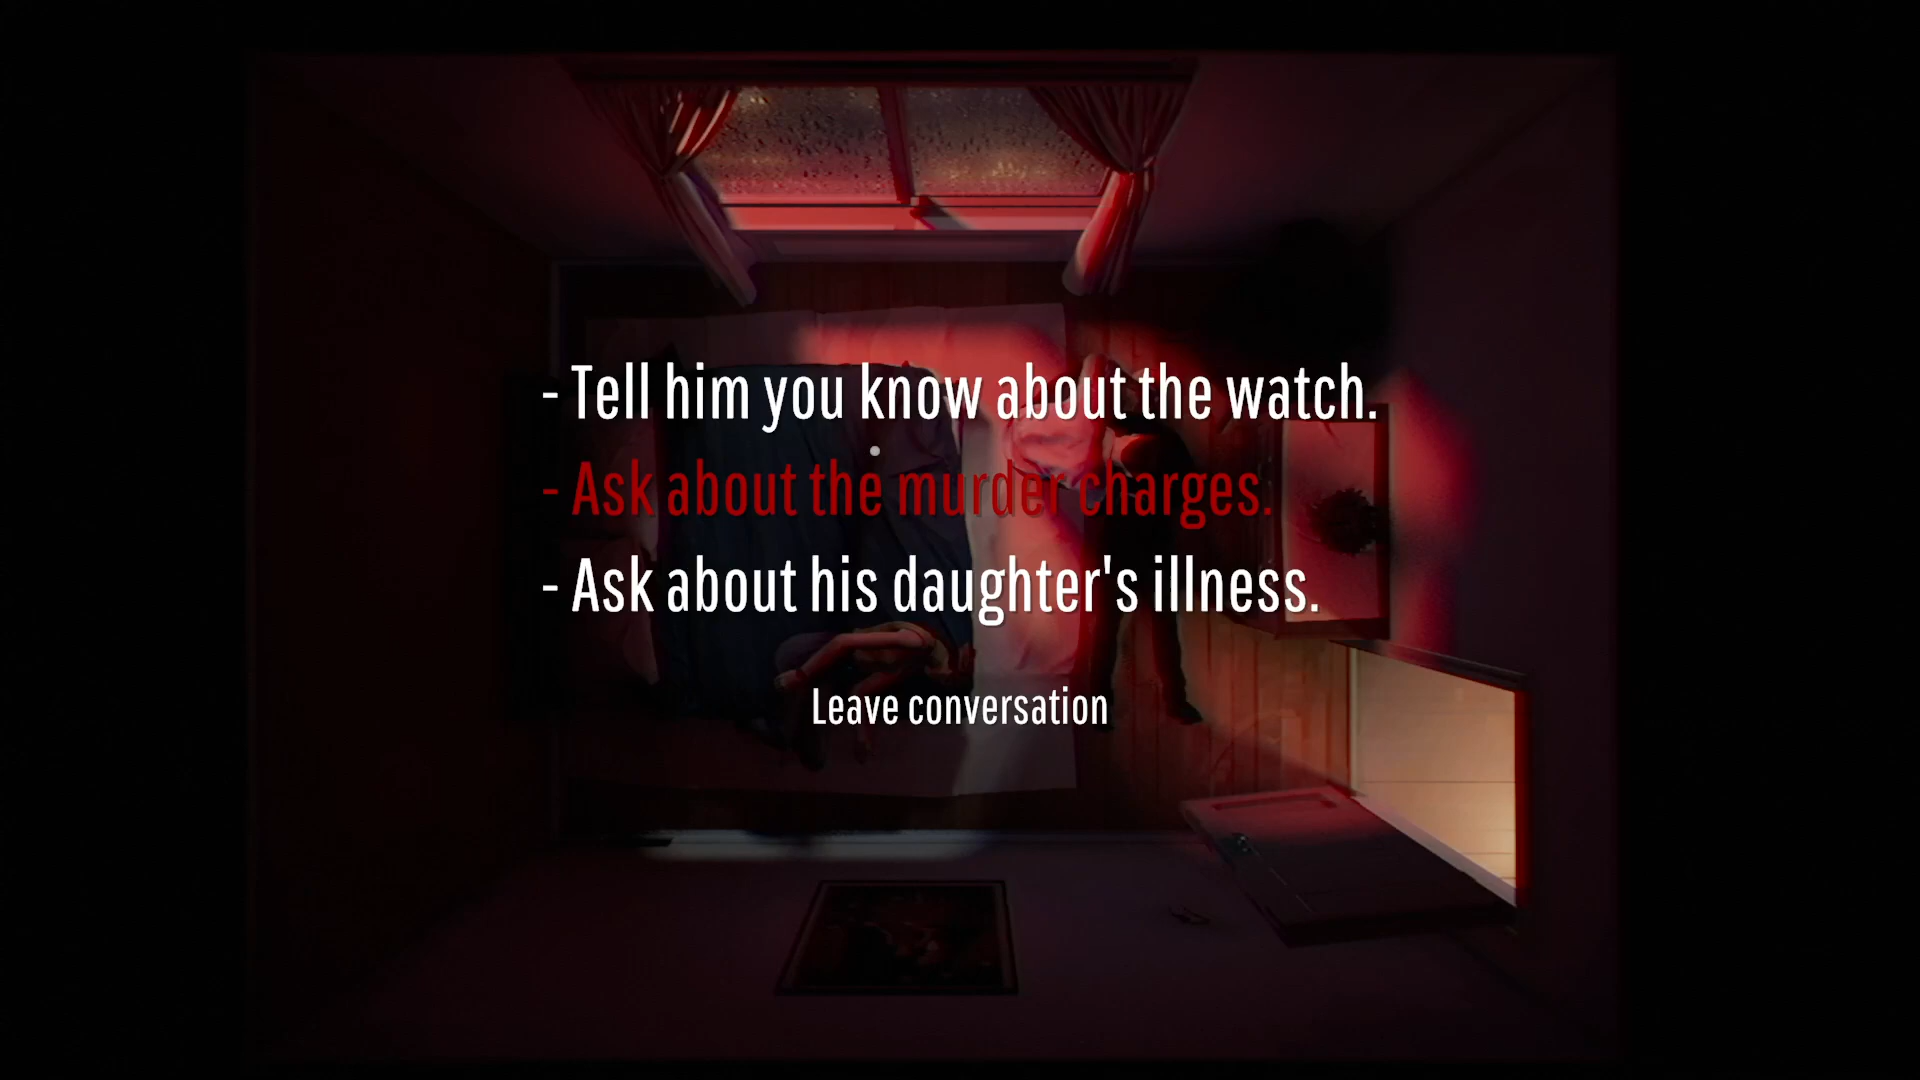 - Tell him you know about the watch.
- Ask about the murder charges.
- Ask about his daughter's illness.
Leave conversation